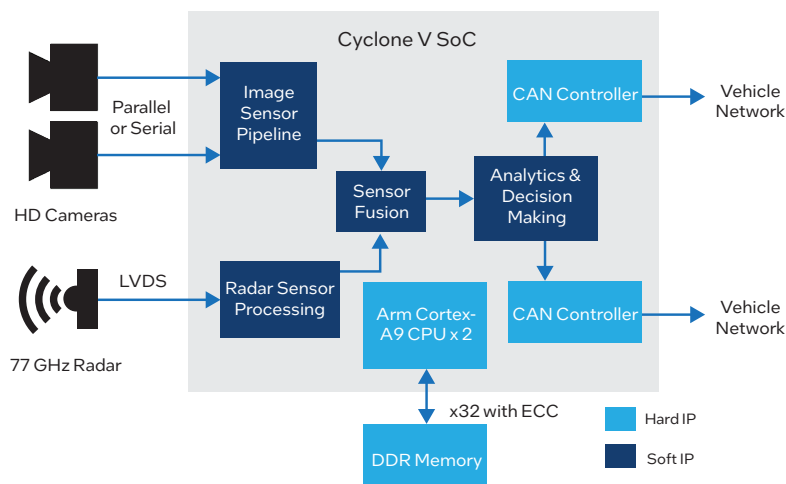 Cyclone V SoC
Parallel
or Serial
HD Cameras
Image
Sensor
Pipeline
CAN Controller
Vehicle
Network
Sensor
Fusion
Analytics &
Decision
Making
LVDS
77 GHz Radar
Radar Sensor
Processing
Arm Cortex-
A9 CPU x 2
CAN Controller
Vehicle
Network
x32 with ECC
DDR Memory
Hard IP
Soft IP